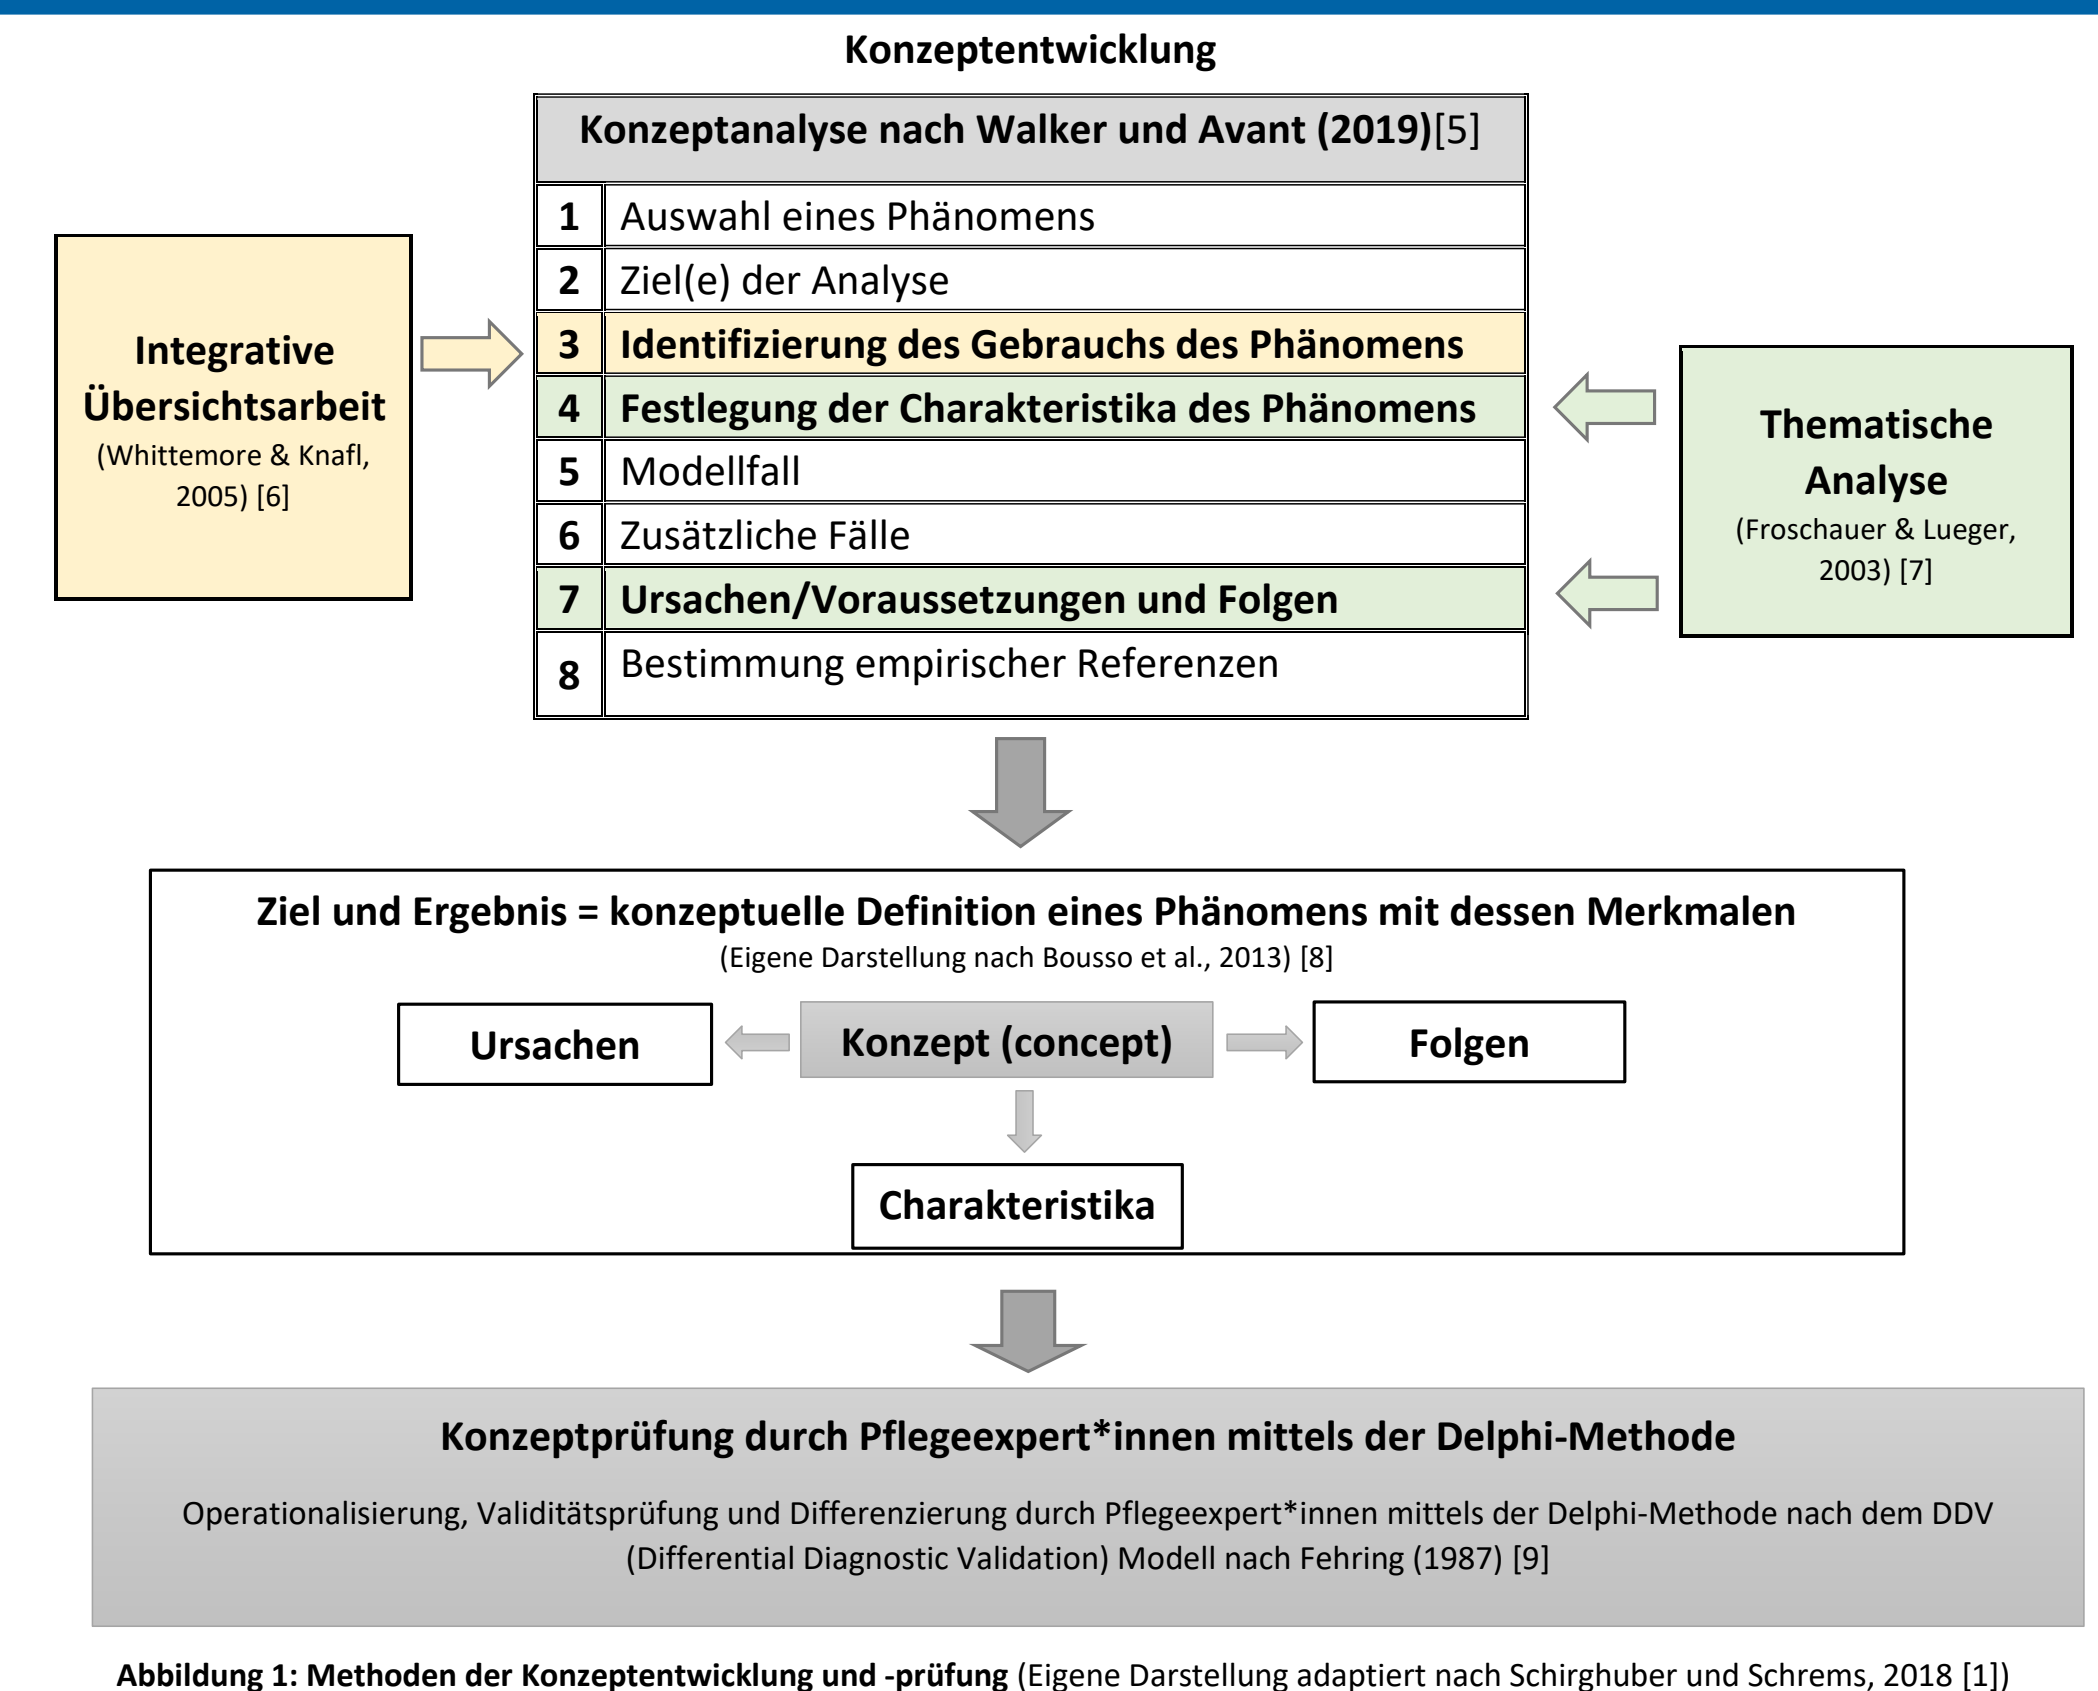 Konzeptentwicklung
Konzeptanalyse nach Walker und Avant (2019)[5]
1 Auswahl eines Phänomens
2 Ziel(e) der Analyse
3 Identifizierung des Gebrauchs des Phänomens
4 Festlegung der Charakteristika des Phänomens
5 Modellfall
6 Zusätzliche Fälle
7 Ursachen/Voraussetzungen und Folgen
8 Bestimmung empirischer Referenzen
Integrative
Übersichtsarbeit
(Whittemore & Knafl,
2005) [6]
Thematische
Analyse
(Froschauer & Lueger,
2003) [7]
Ziel und Ergebnis = konzeptuelle Definition eines Phänomens mit dessen Merkmalen
(Eigene Darstellung nach Bousso et al., 2013) [8]
Ursachen
Konzept (concept)
Folgen
Charakteristika
Konzeptprüfung durch Pflegeexpert*innen mittels der Delphi-Methode
Operationalisierung, Validitätsprüfung und Differenzierung durch Pflegeexpert*innen mittels der Delphi-Methode nach dem DDV
(Differential Diagnostic Validation) Modell nach Fehring (1987) [9]
Abbildung 1: Methoden der Konzeptentwicklung und -prüfung (Eigene Darstellung adaptiert nach Schirghuber und Schrems, 2018 [1])